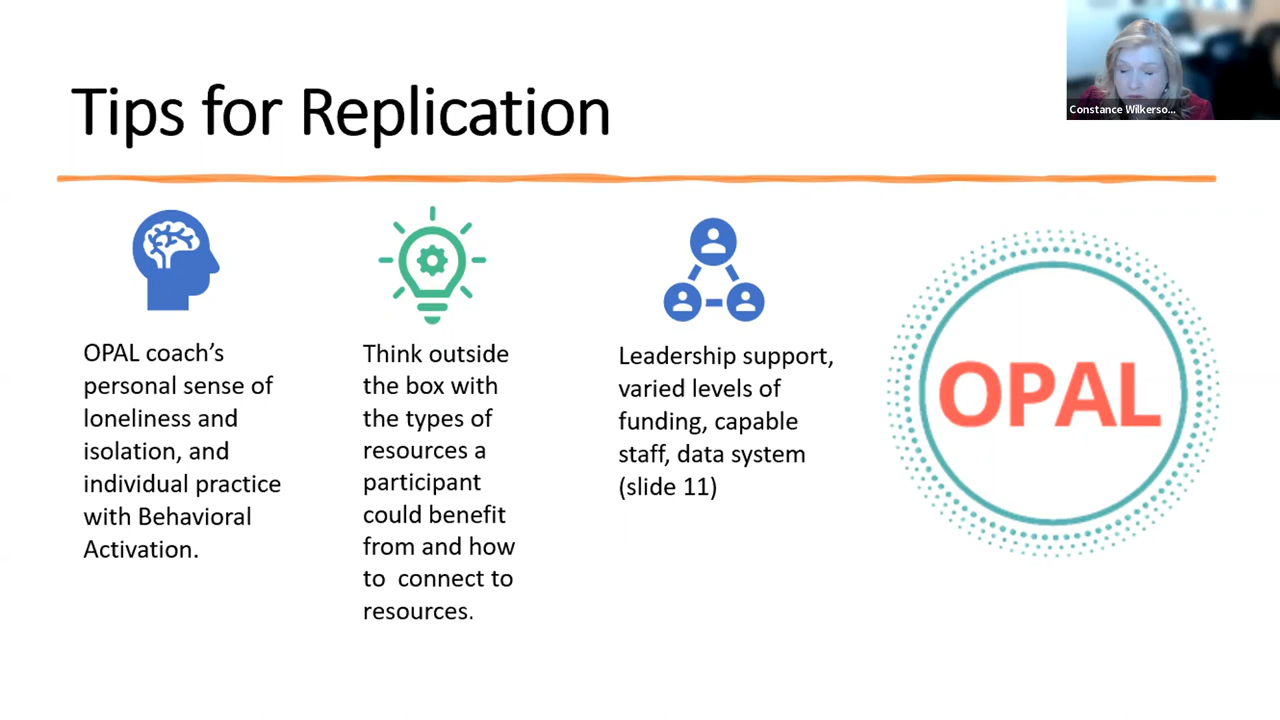 Tips for Replication
Constance Wilkerso...
OPAL coach’s
personal sense of
loneliness and
isolation, and
individual practice
with Behavioral
Activation.
Think outside
the box with
the types of
resources a
participant
could benefit
from and how
to  connect to
resources.
Leadership support,
varied levels of
funding, capable
staff, data system
(slide 11)
OPAL